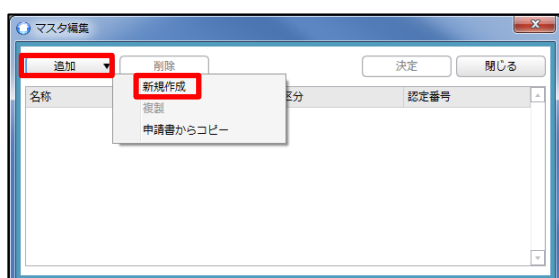 マスタ編集
追加 ▼ 削除 決定 閉じる
名称 区分 認定番号
新規作成
複製
申請書からコピー